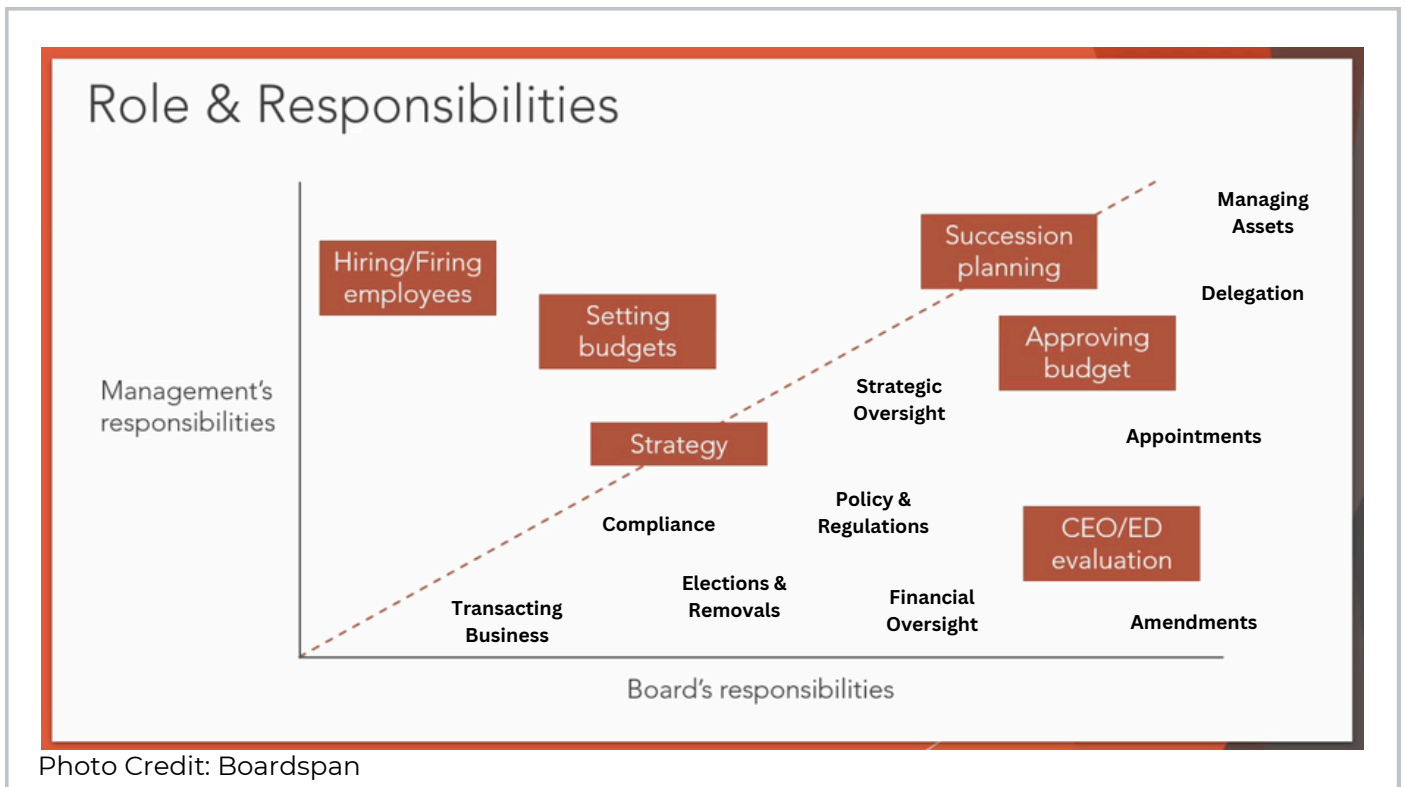 Role & Responsibilities
Managing
Assets
Succession
planning
Hiring/Firing
employees
Delegation
Setting
budgets
Approving
budget
Management's
responsibilities
Strategic
Oversight
Strategy
Appointments
Compliance
Policy &
Regulations
CEO/ED
evaluation
Transacting
Business
Elections &
Removals
Financial
Oversight
Amendments
Board's responsibilities
Photo Credit: Boardspan